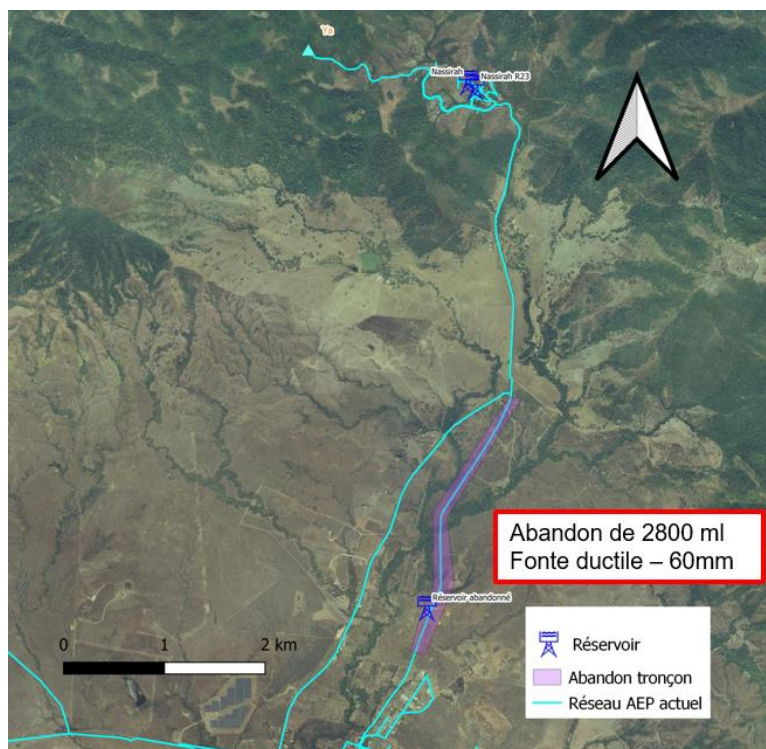 Ya
Nassirah
Nassirah R23
Abandon de 2800 ml
Fonte ductile – 60mm
Réservoir abandonné
0 1 2 km
Réservoir
Abandon tronçon
Réseau AEP actuel